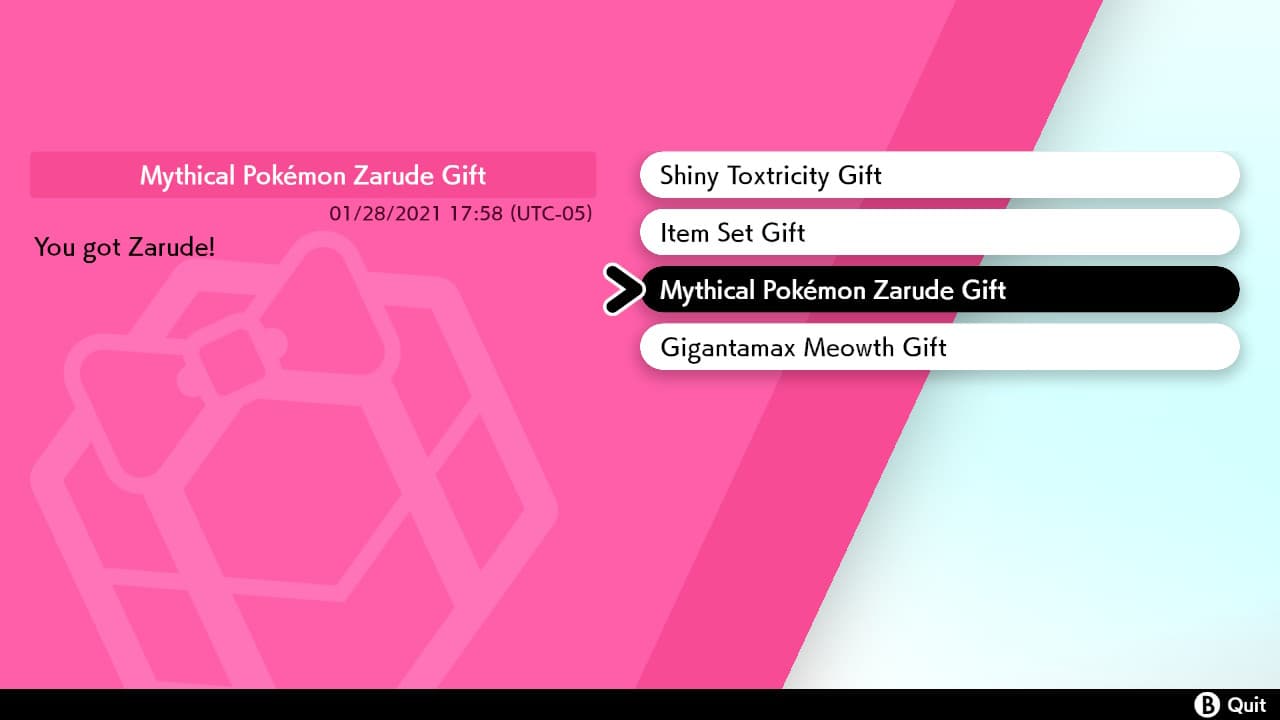 Mythical Pokémon Zarude Gift
01/28/2021 17:58 (UTC-05)
You got Zarude!
Shiny Toxtricity Gift
Item Set Gift
Mythical Pokémon Zarude Gift
Gigantamax Meowth Gift
B Quit